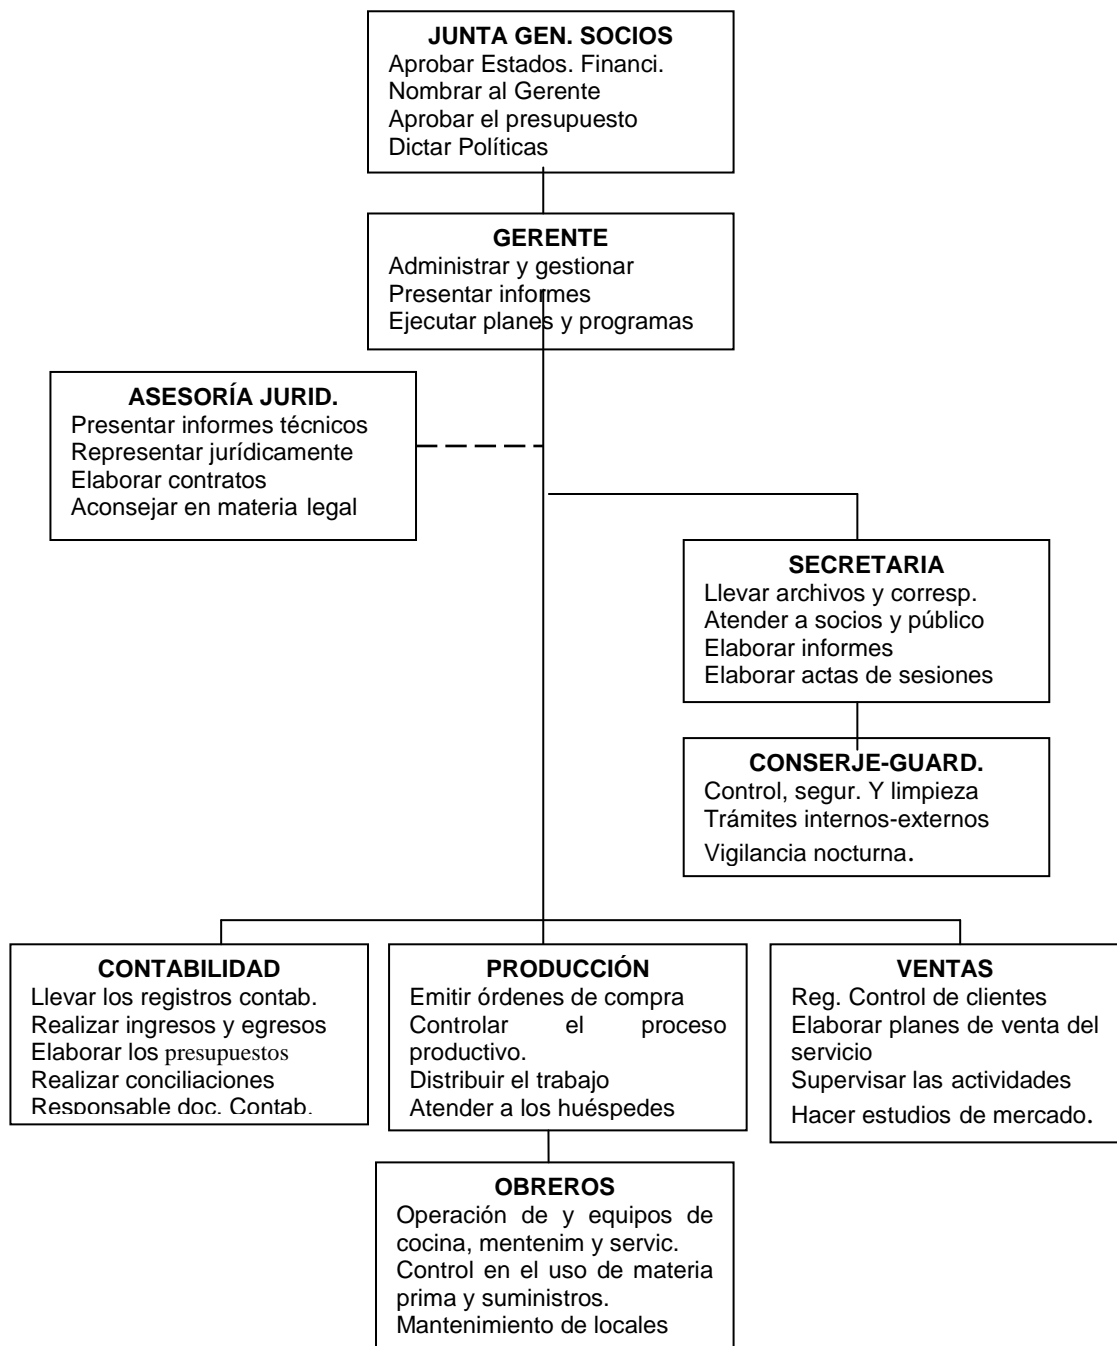 JUNTA GEN. SOCIOS
Aprobar Estados. Financi.
Nombrar al Gerente
Aprobar el presupuesto
Dictar Políticas
GERENTE
Administrar y gestionar
Presentar informes
Ejecutar planes y programas
ASESORÍA JURID.
Presentar informes técnicos
Representar jurídicamente
Elaborar contratos
Aconsejar en materia legal
SECRETARIA
Llevar archivos y corresp.
Atender a socios y público
Elaborar informes
Elaborar actas de sesiones
CONSERJE-GUARD.
Control, segur. Y limpieza
Trámites internos-externos
Vigilancia nocturna.
CONTABILIDAD
Llevar los registros contab.
Realizar ingresos y egresos
Elaborar los presupuestos
Realizar conciliaciones
Responsable doc. Contab.
PRODUCCIÓN
Emitir órdenes de compra
Controlar el proceso
productivo.
Distribuir el trabajo
Atender a los huéspedes
VENTAS
Reg. Control de clientes
Elaborar planes de venta del
servicio
Supervisar las actividades
Hacer estudios de mercado.
OBREROS
Operación de y equipos de
cocina, mentenim y servic.
Control en el uso de materia
prima y suministros.
Mantenimiento de locales